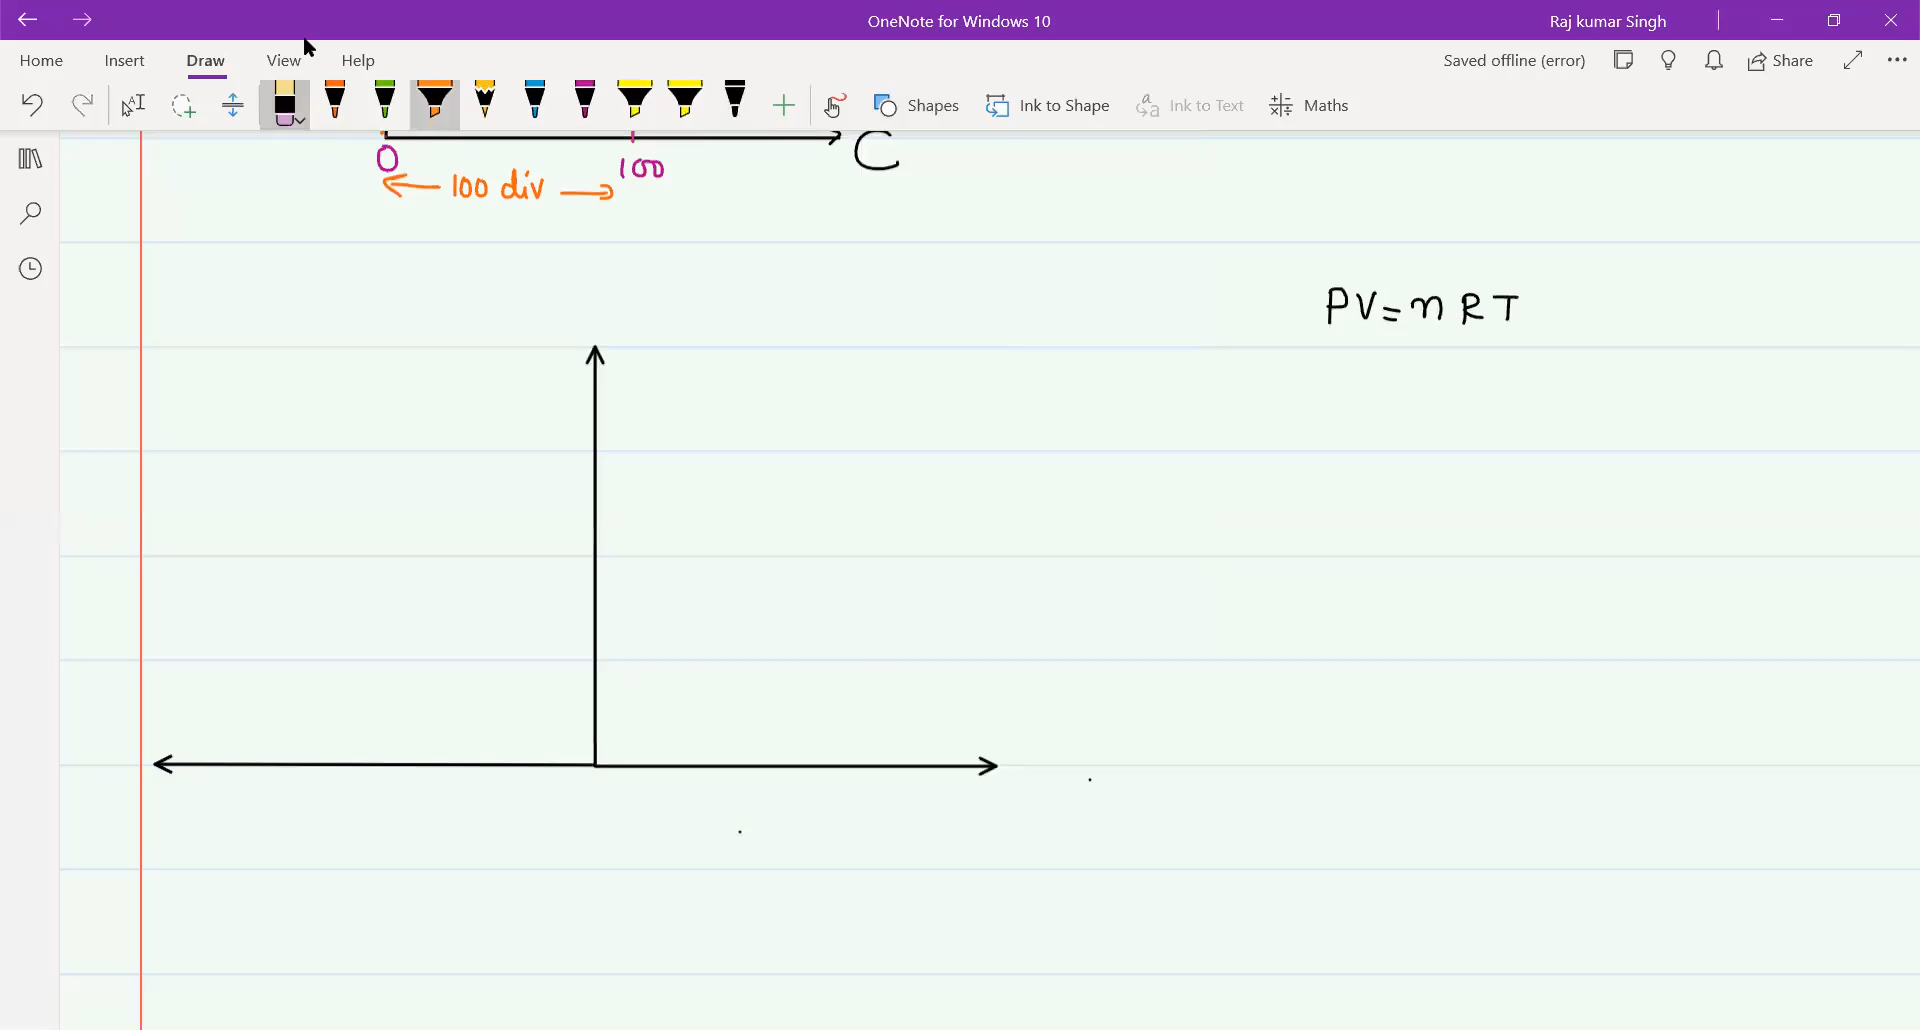 OneNote for Windows 10
Raj kumar Singh
Home Insert Draw View Help
Saved offline (error)
Share
Shapes
Ink to Shape
Ink to Text
Maths
0
100
C
100 div
PV = n R T